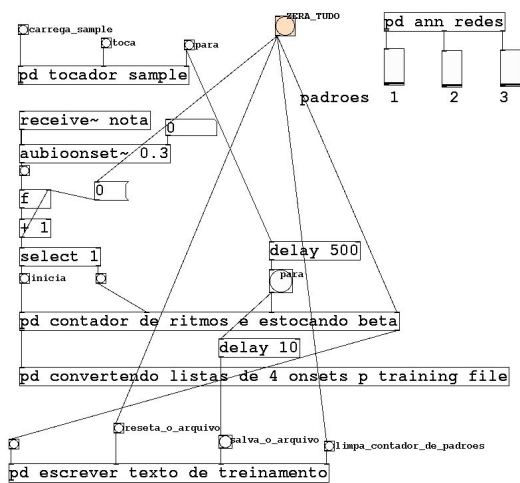 ZERA_TUDO
carrega_sample
toca
para
pd tocador sample
pd ann redes
padroes 1 2 3
receive~ nota
0
aubioonset~ 0.3
0
f
+ 1
select 1
delay 500
inicia
para
pd contador de ritmos e estocando beta
delay 10
pd convertendo listas de 4 onsets p training file
reseta_o_arquivo
salva_o_arquivo
limpa_contador_de_padroes
pd escrever texto de treinamento